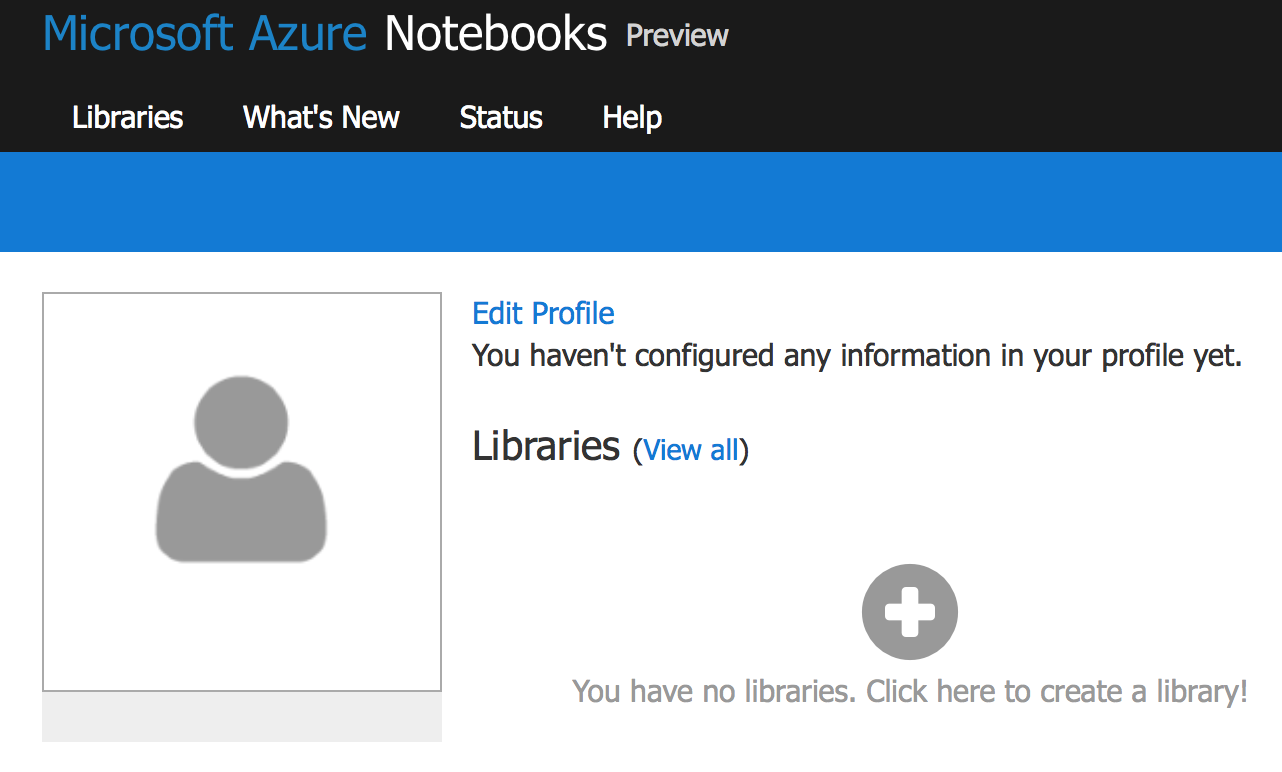 Microsoft Azure Notebooks Preview
Libraries What's New Status Help
Edit Profile
You haven't configured any information in your profile yet.
Libraries (View all)
You have no libraries. Click here to create a library!